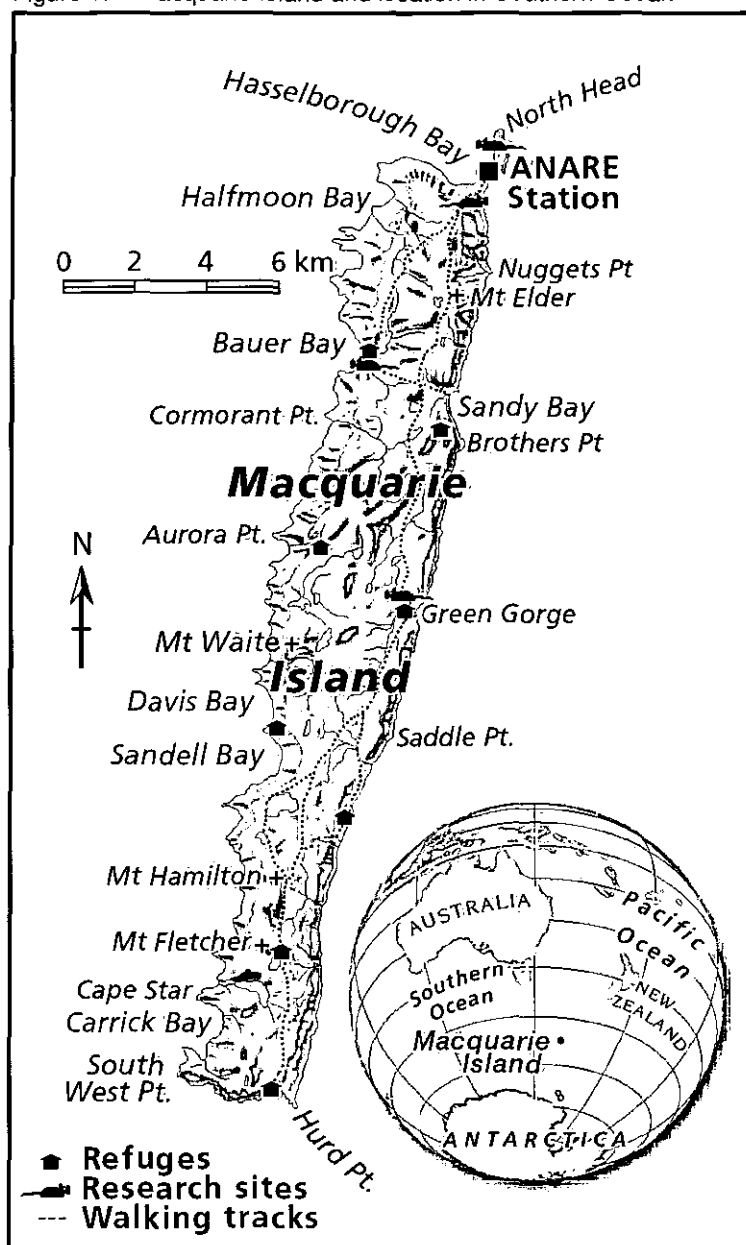 Hasselborough Bay
North Head
ANARE
Station
Halfmoon Bay
0 2 4 6 km
Nuggets Pt
Mt Elder
Bauer Bay
Sandy Bay
Cormorant Pt.
Brothers Pt
Macquarie
Aurora Pt.
N
Green Gorge
Mt Waite
Island
Davis Bay
Saddle Pt.
Sandell Bay
Mt Hamilton
Mt Fletcher
Cape Star
Carrick Bay
South
West Pt.
Hurd Pt.
AUSTRALIA
Pacific
Ocean
Southern
Ocean
NEW
ZEALAND
Macquarie
Island
ANTARCTICA
Refuges
Research sites
Walking tracks